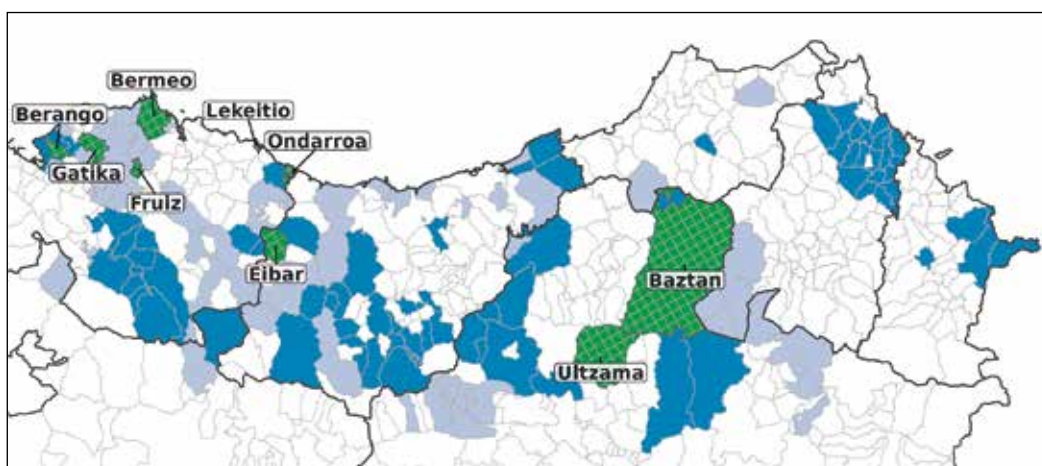 Bermeo
Berango
Lekeitio
Ondarroa
Gatika
Fruiz
Eibar
Baztan
Ultzama